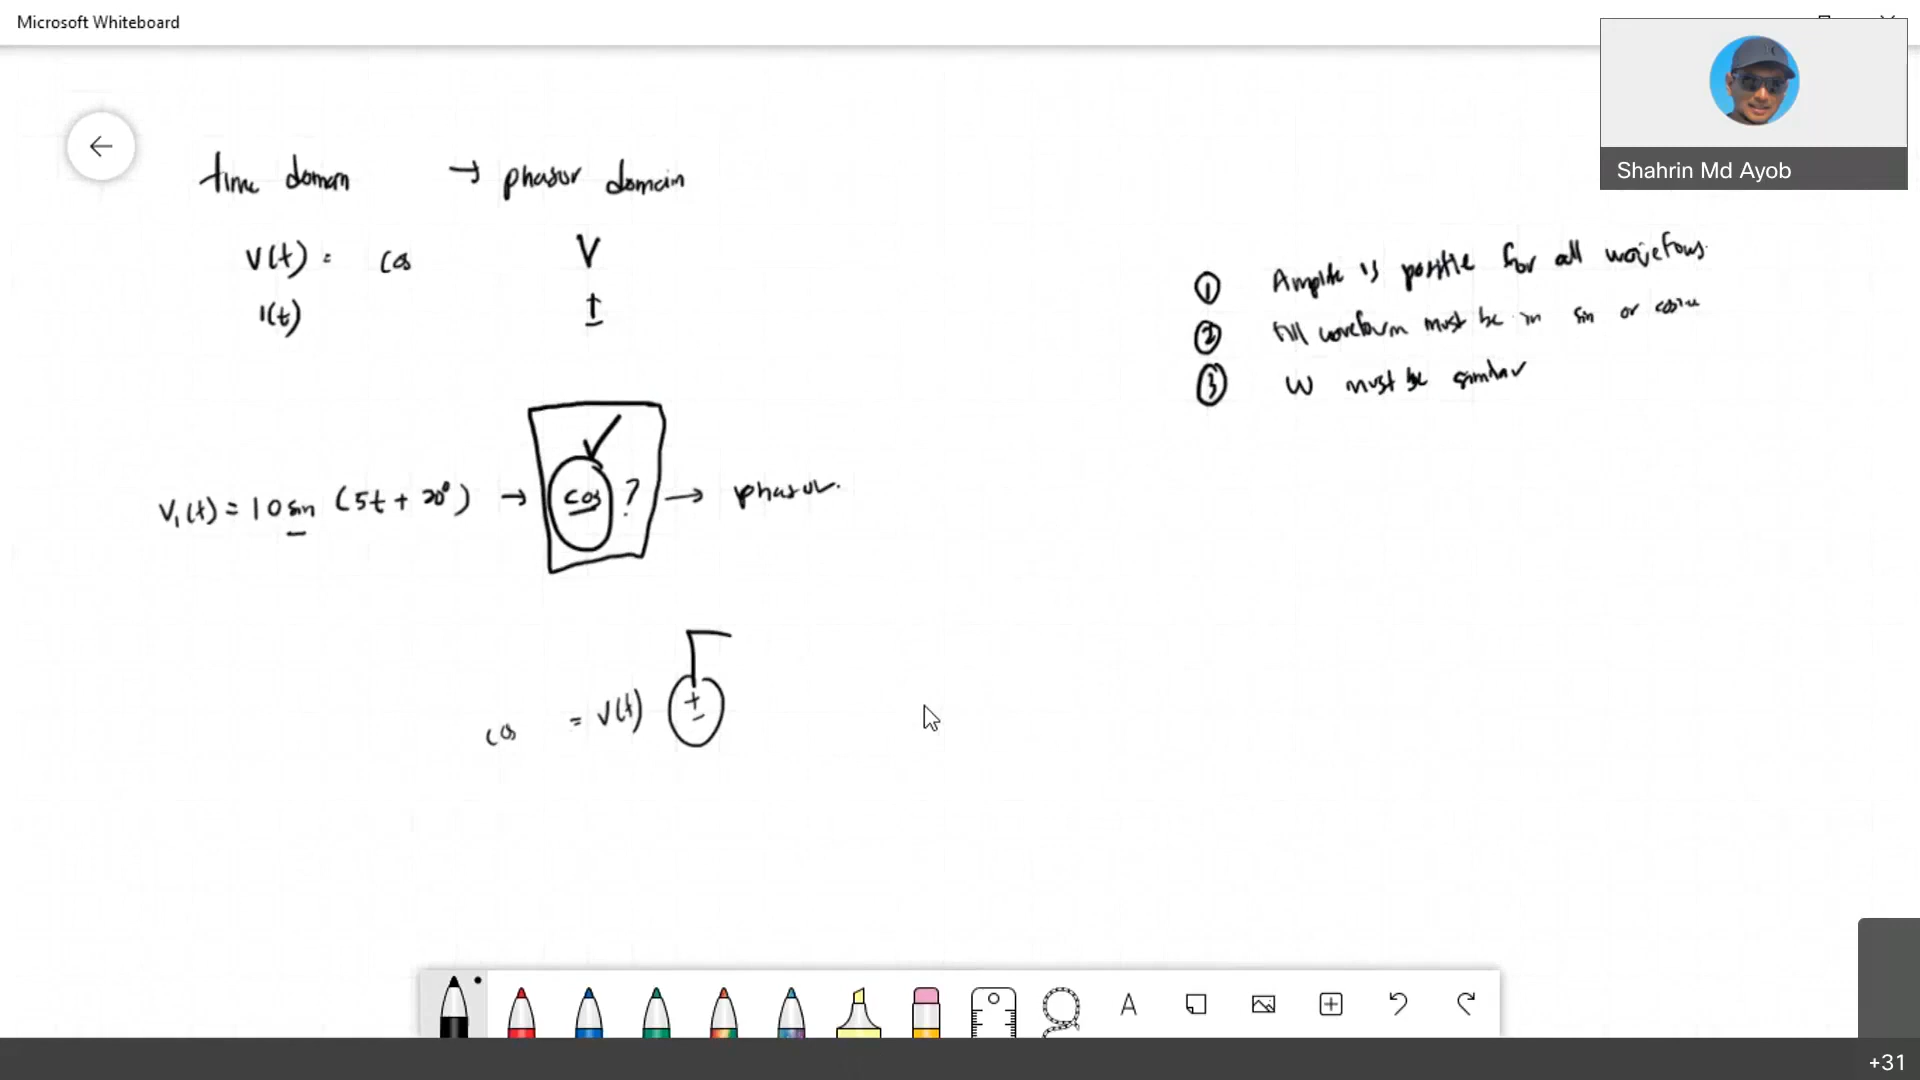 Microsoft Whiteboard
Shahrin Md Ayob
time domain → phasor domain
V(t) = cos V
i(t) I
① Amplitude is positive for all waveforms.
② All waveform must be in sin or cosine
③ W must be similar
V₁(t) = 10 sin (5t + 20°) → cos ? → phasor.
cos = V(t) + -
+31